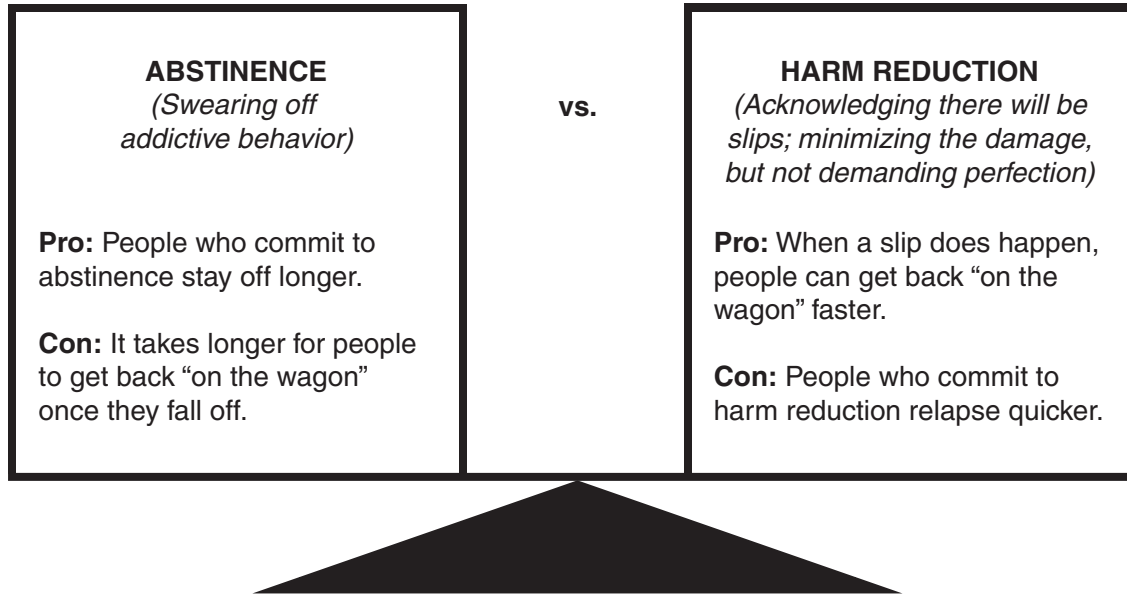 ABSTINENCE
(Swearing off
addictive behavior)
Pro: People who commit to
abstinence stay off longer.
Con: It takes longer for people
to get back “on the wagon”
once they fall off.
vs.
HARM REDUCTION
(Acknowledging there will be
slips; minimizing the damage,
but not demanding perfection)
Pro: When a slip does happen,
people can get back “on the
wagon” faster.
Con: People who commit to
harm reduction relapse quicker.